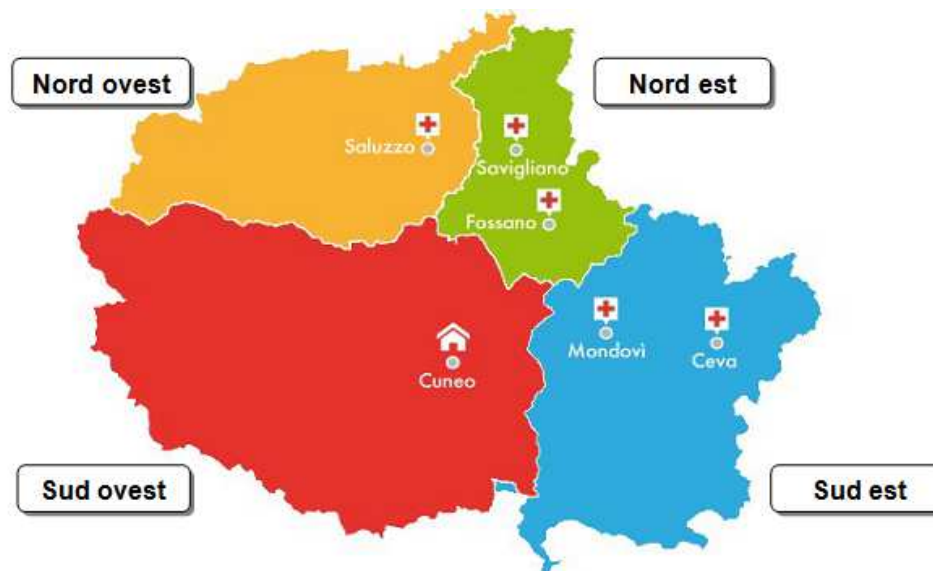 Nord ovest
Nord est
Saluzzo
Savigliano
Fossano
Mondovì
Ceva
Cuneo
Sud ovest
Sud est